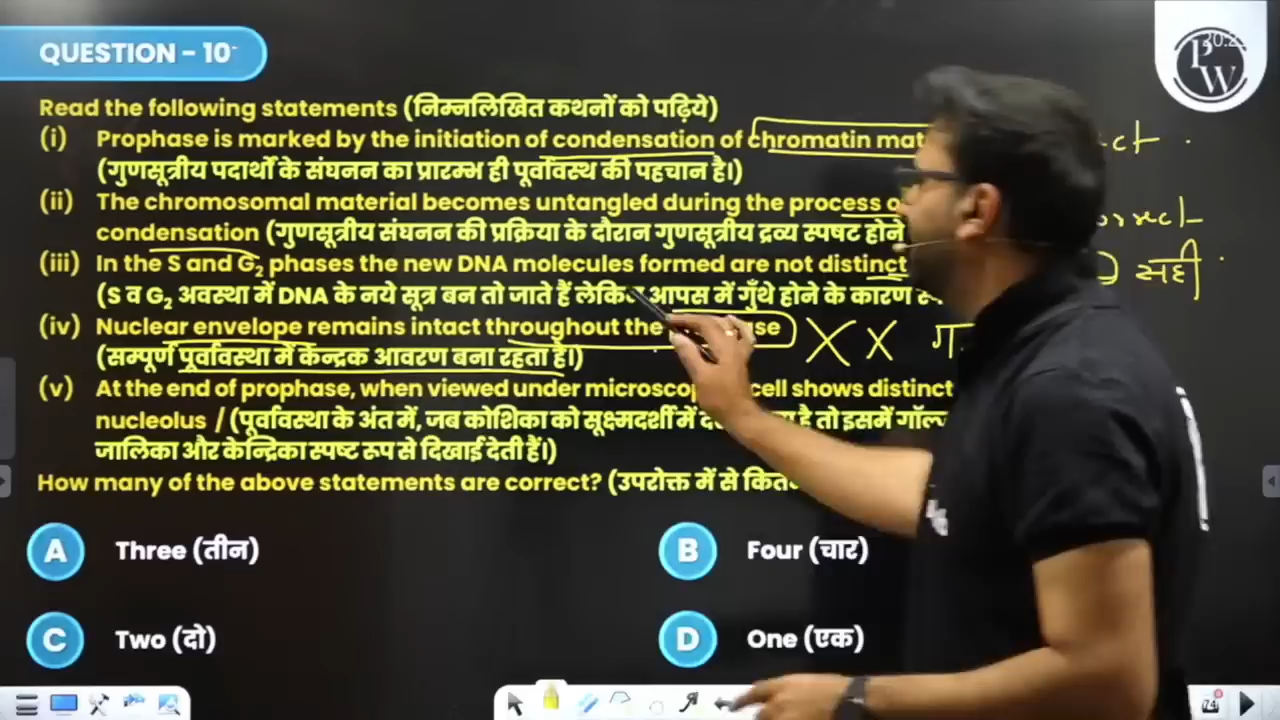 QUESTION - 10
Read the following statements (निम्नलिखित कथनों को पढ़िये)
(i) Prophase is marked by the initiation of condensation of chromatin
(गुणसूत्रीय पदार्थों के संघनन का प्रारम्भ ही पूर्वावस्थ की पहचान है।)
(ii) The chromosomal material becomes untangled during the process
condensation (गुणसूत्रीय संघनन की प्रक्रिया के दौरान गुणसूत्रीय द्रव्य स्पषट होने
(iii) In the S and G₂ phases the new DNA molecules formed are not distinct
(S व G₂ अवस्था में DNA के नये सूत्र बन तो जाते हैं लेकिन आपस में गुँथे होने के कारण
सही
(iv) Nuclear envelope remains intact throughout the
XX
(सम्पूर्ण पूर्वावस्था में केन्द्रक आवरण बना रहता है।)
(v) At the end of prophase, when viewed under cell shows distinct
nucleolus / (पूर्वावस्था के अंत में, जब कोशिका को सूक्ष्मदर्शी में है तो इसमें
जालिका और केन्द्रिका स्पष्ट रूप से दिखाई देती हैं।)
How many of the above statements are correct? (उपरोक्त में से
A Three (तीन)
B Four (चार)
C Two (दो)
D One (एक)
PW